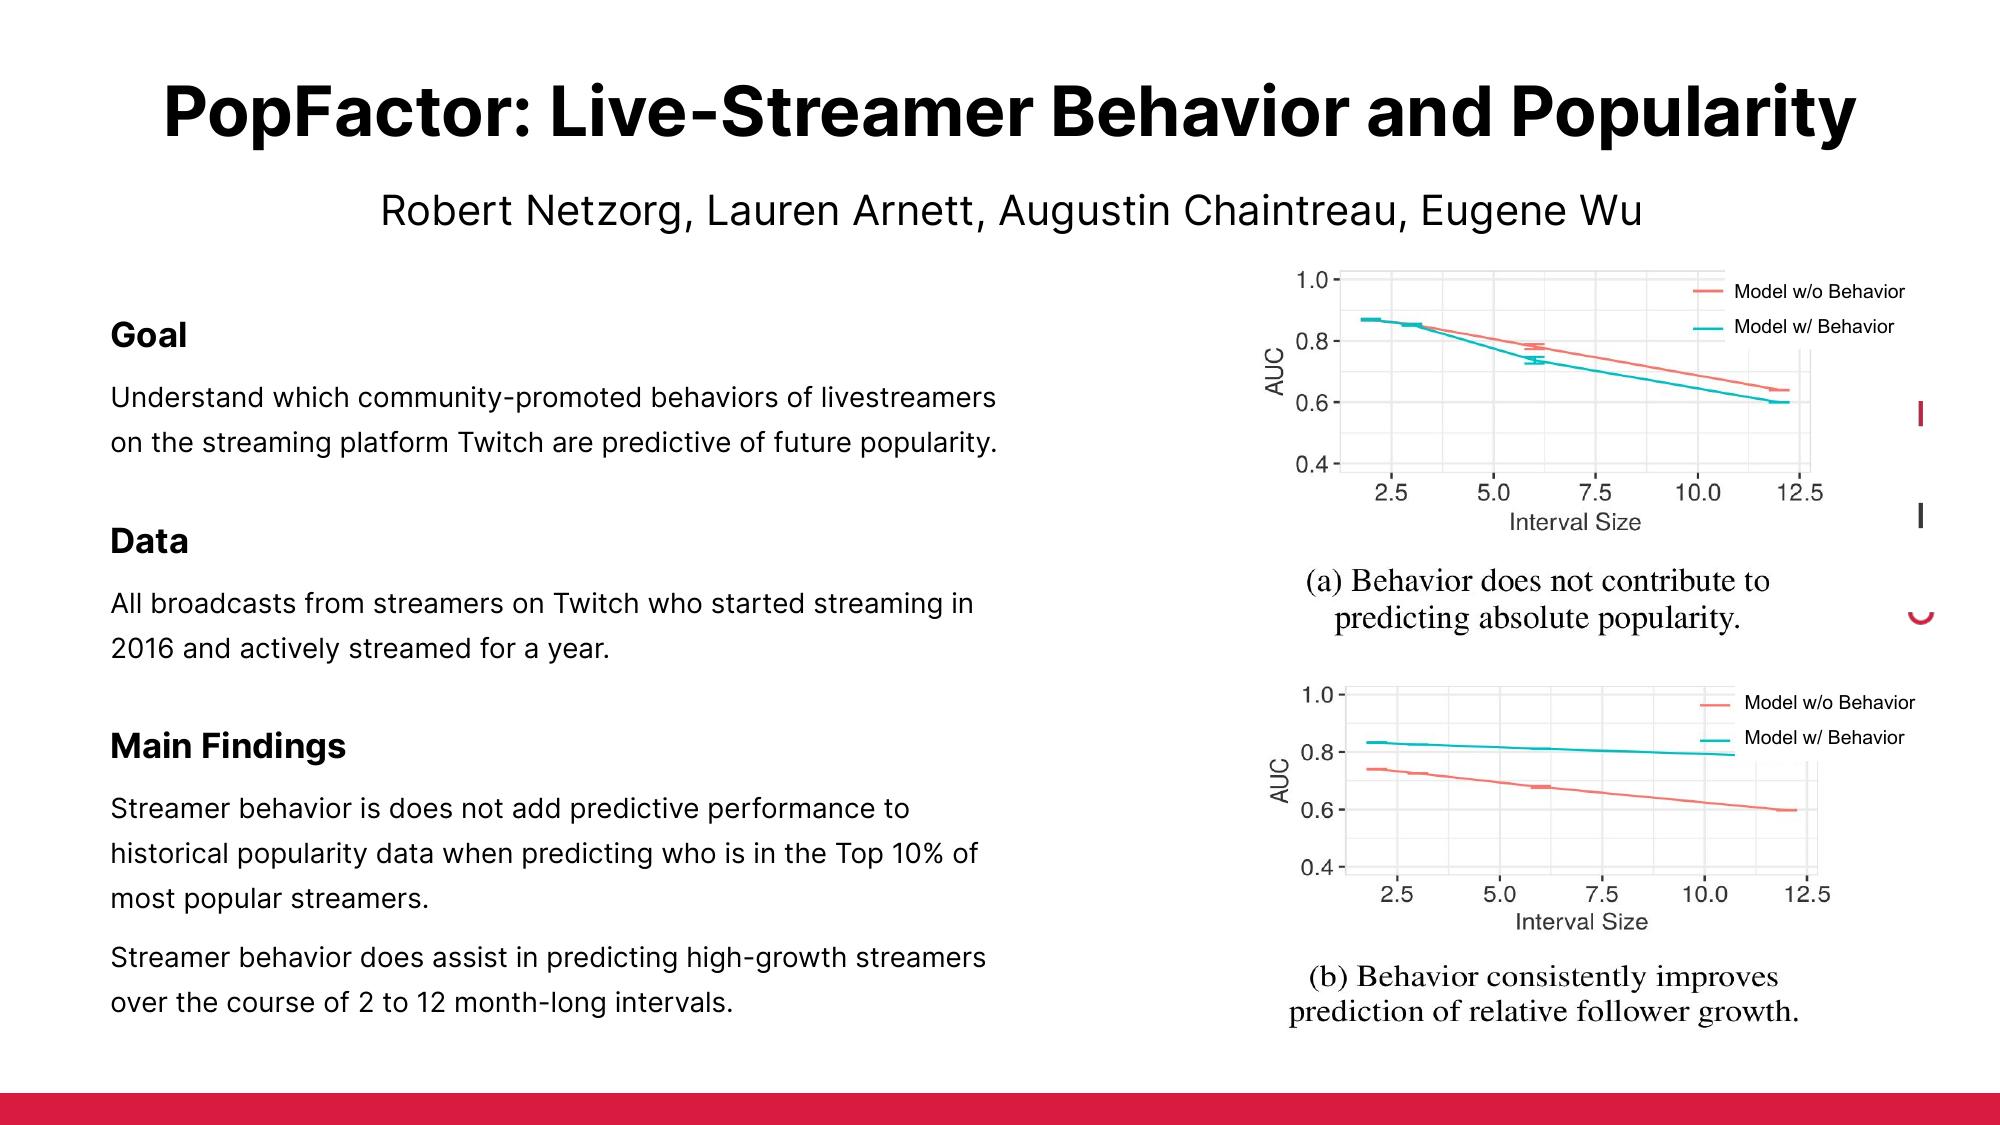 PopFactor: Live-Streamer Behavior and Popularity
Robert Netzorg, Lauren Arnett, Augustin Chaintreau, Eugene Wu
Goal
Understand which community-promoted behaviors of livestreamers
on the streaming platform Twitch are predictive of future popularity.
Data
All broadcasts from streamers on Twitch who started streaming in
2016 and actively streamed for a year.
Main Findings
Streamer behavior is does not add predictive performance to
historical popularity data when predicting who is in the Top 10% of
most popular streamers.
Streamer behavior does assist in predicting high-growth streamers
over the course of 2 to 12 month-long intervals.
1.0
0.8
0.6
0.4
AUC
Model w/o Behavior
Model w/ Behavior
2.5 5.0 7.5 10.0 12.5
Interval Size
(a) Behavior does not contribute to
predicting absolute popularity.
1.0
0.8
0.6
0.4
AUC
Model w/o Behavior
Model w/ Behavior
2.5 5.0 7.5 10.0 12.5
Interval Size
(b) Behavior consistently improves
prediction of relative follower growth.